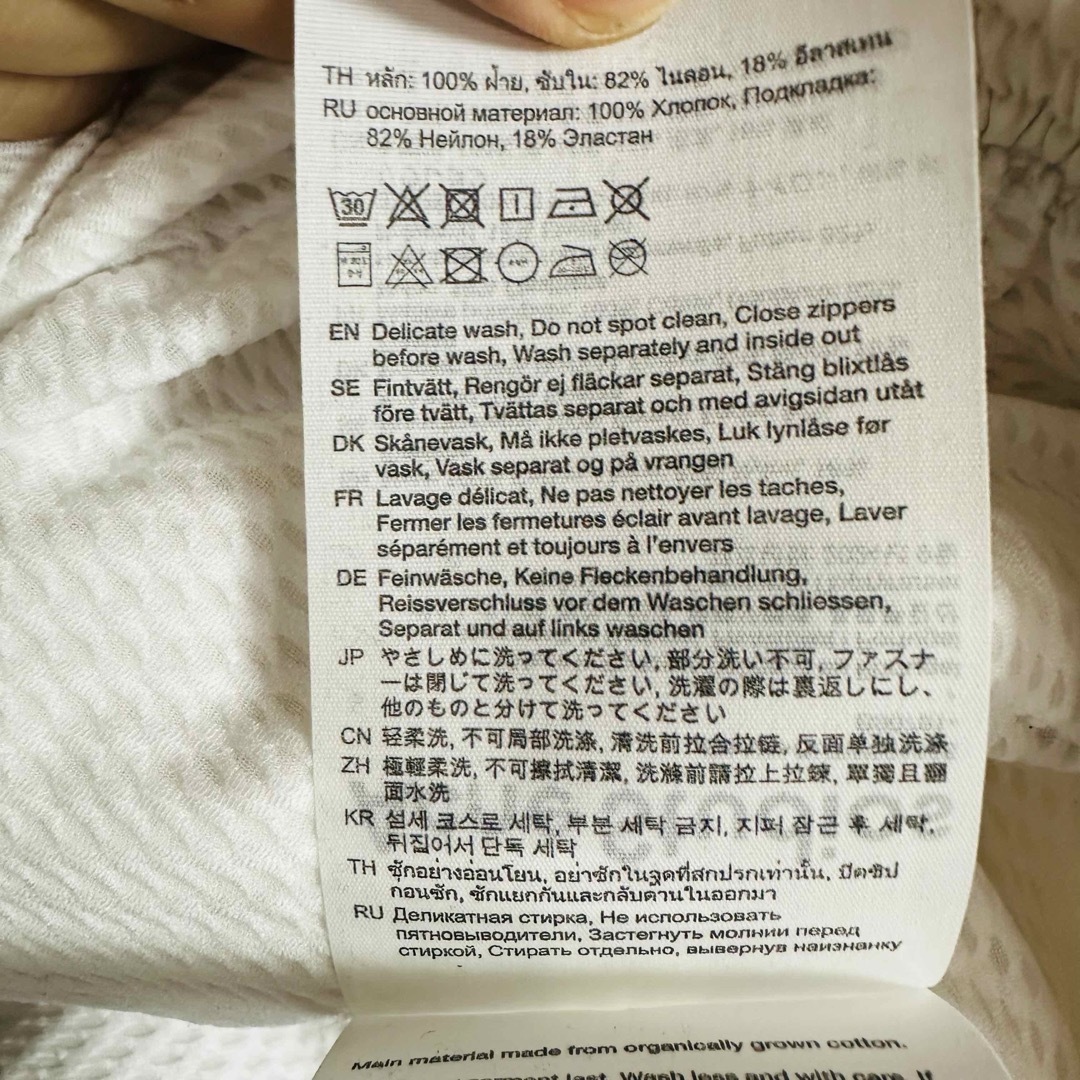 TH หลัก: 100% ฝ้าย, ซับใน: 82% ไนลอน, 18% อีลาสเทน
RU основной материал: 100% Хлопок, Подкладка:
82% Нейлон, 18% Эластан
30
EN Delicate wash, Do not spot clean, Close zippers
before wash, Wash separately and inside out
SE Fintvätt, Rengör ej fläckar separat, Stäng blixtlås
före tvätt, Tvättas separat och med avigsidan utåt
DK Skånevask, Må ikke pletvaskes, Luk lynlåse før
vask, Vask separat og på vrangen
FR Lavage délicat, Ne pas nettoyer les taches,
Fermer les fermetures éclair avant lavage, Laver
séparément et toujours à l'envers
DE Feinwäsche, Keine Fleckenbehandlung,
Reissverschluss vor dem Waschen schliessen,
Separat und auf links waschen
JP やさしめに洗ってください, 部分洗い不可, ファスナ
ーは閉じて洗ってください, 洗濯の際は裏返しにし、
他のものと分けて洗ってください
CN 轻柔洗, 不可局部洗涤, 清洗前拉合拉链, 反面单独洗涤
ZH 極輕柔洗, 不可擦拭清潔, 洗滌前請拉上拉鍊, 單獨且翻
面水洗
KR 섬세 코스로 세탁, 부분 세탁 금지, 지퍼 잠근 후 세탁,
뒤집어서 단독 세탁
TH ซักอย่างอ่อนโยน, อย่าซักในจุดที่สกปรกเท่านั้น, ปิดซิป
ก่อนซัก, ซักแยกกันและกลับด้านในออกมา
RU Деликатная стирка, Не использовать
пятновыводители, Застегнуть молнии перед
стиркой, Стирать отдельно, вывернув наизнанку
Main material made from organically grown cotton.
garment last. Wash less and with care. If